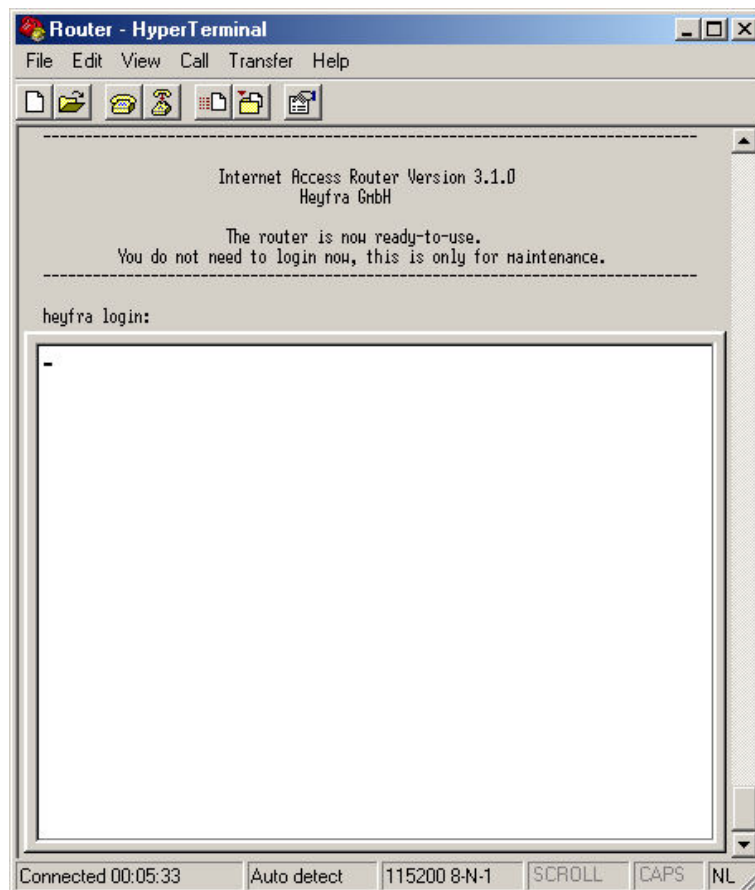 Router - HyperTerminal
File Edit View Call Transfer Help
Internet Access Router Version 3.1.0
Heyfra GmbH
The router is now ready-to-use.
You do not need to login now, this is only for maintenance.
heyfra login:
Connected 00:05:33 Auto detect 115200 8-N-1 SCROLL CAPS NL